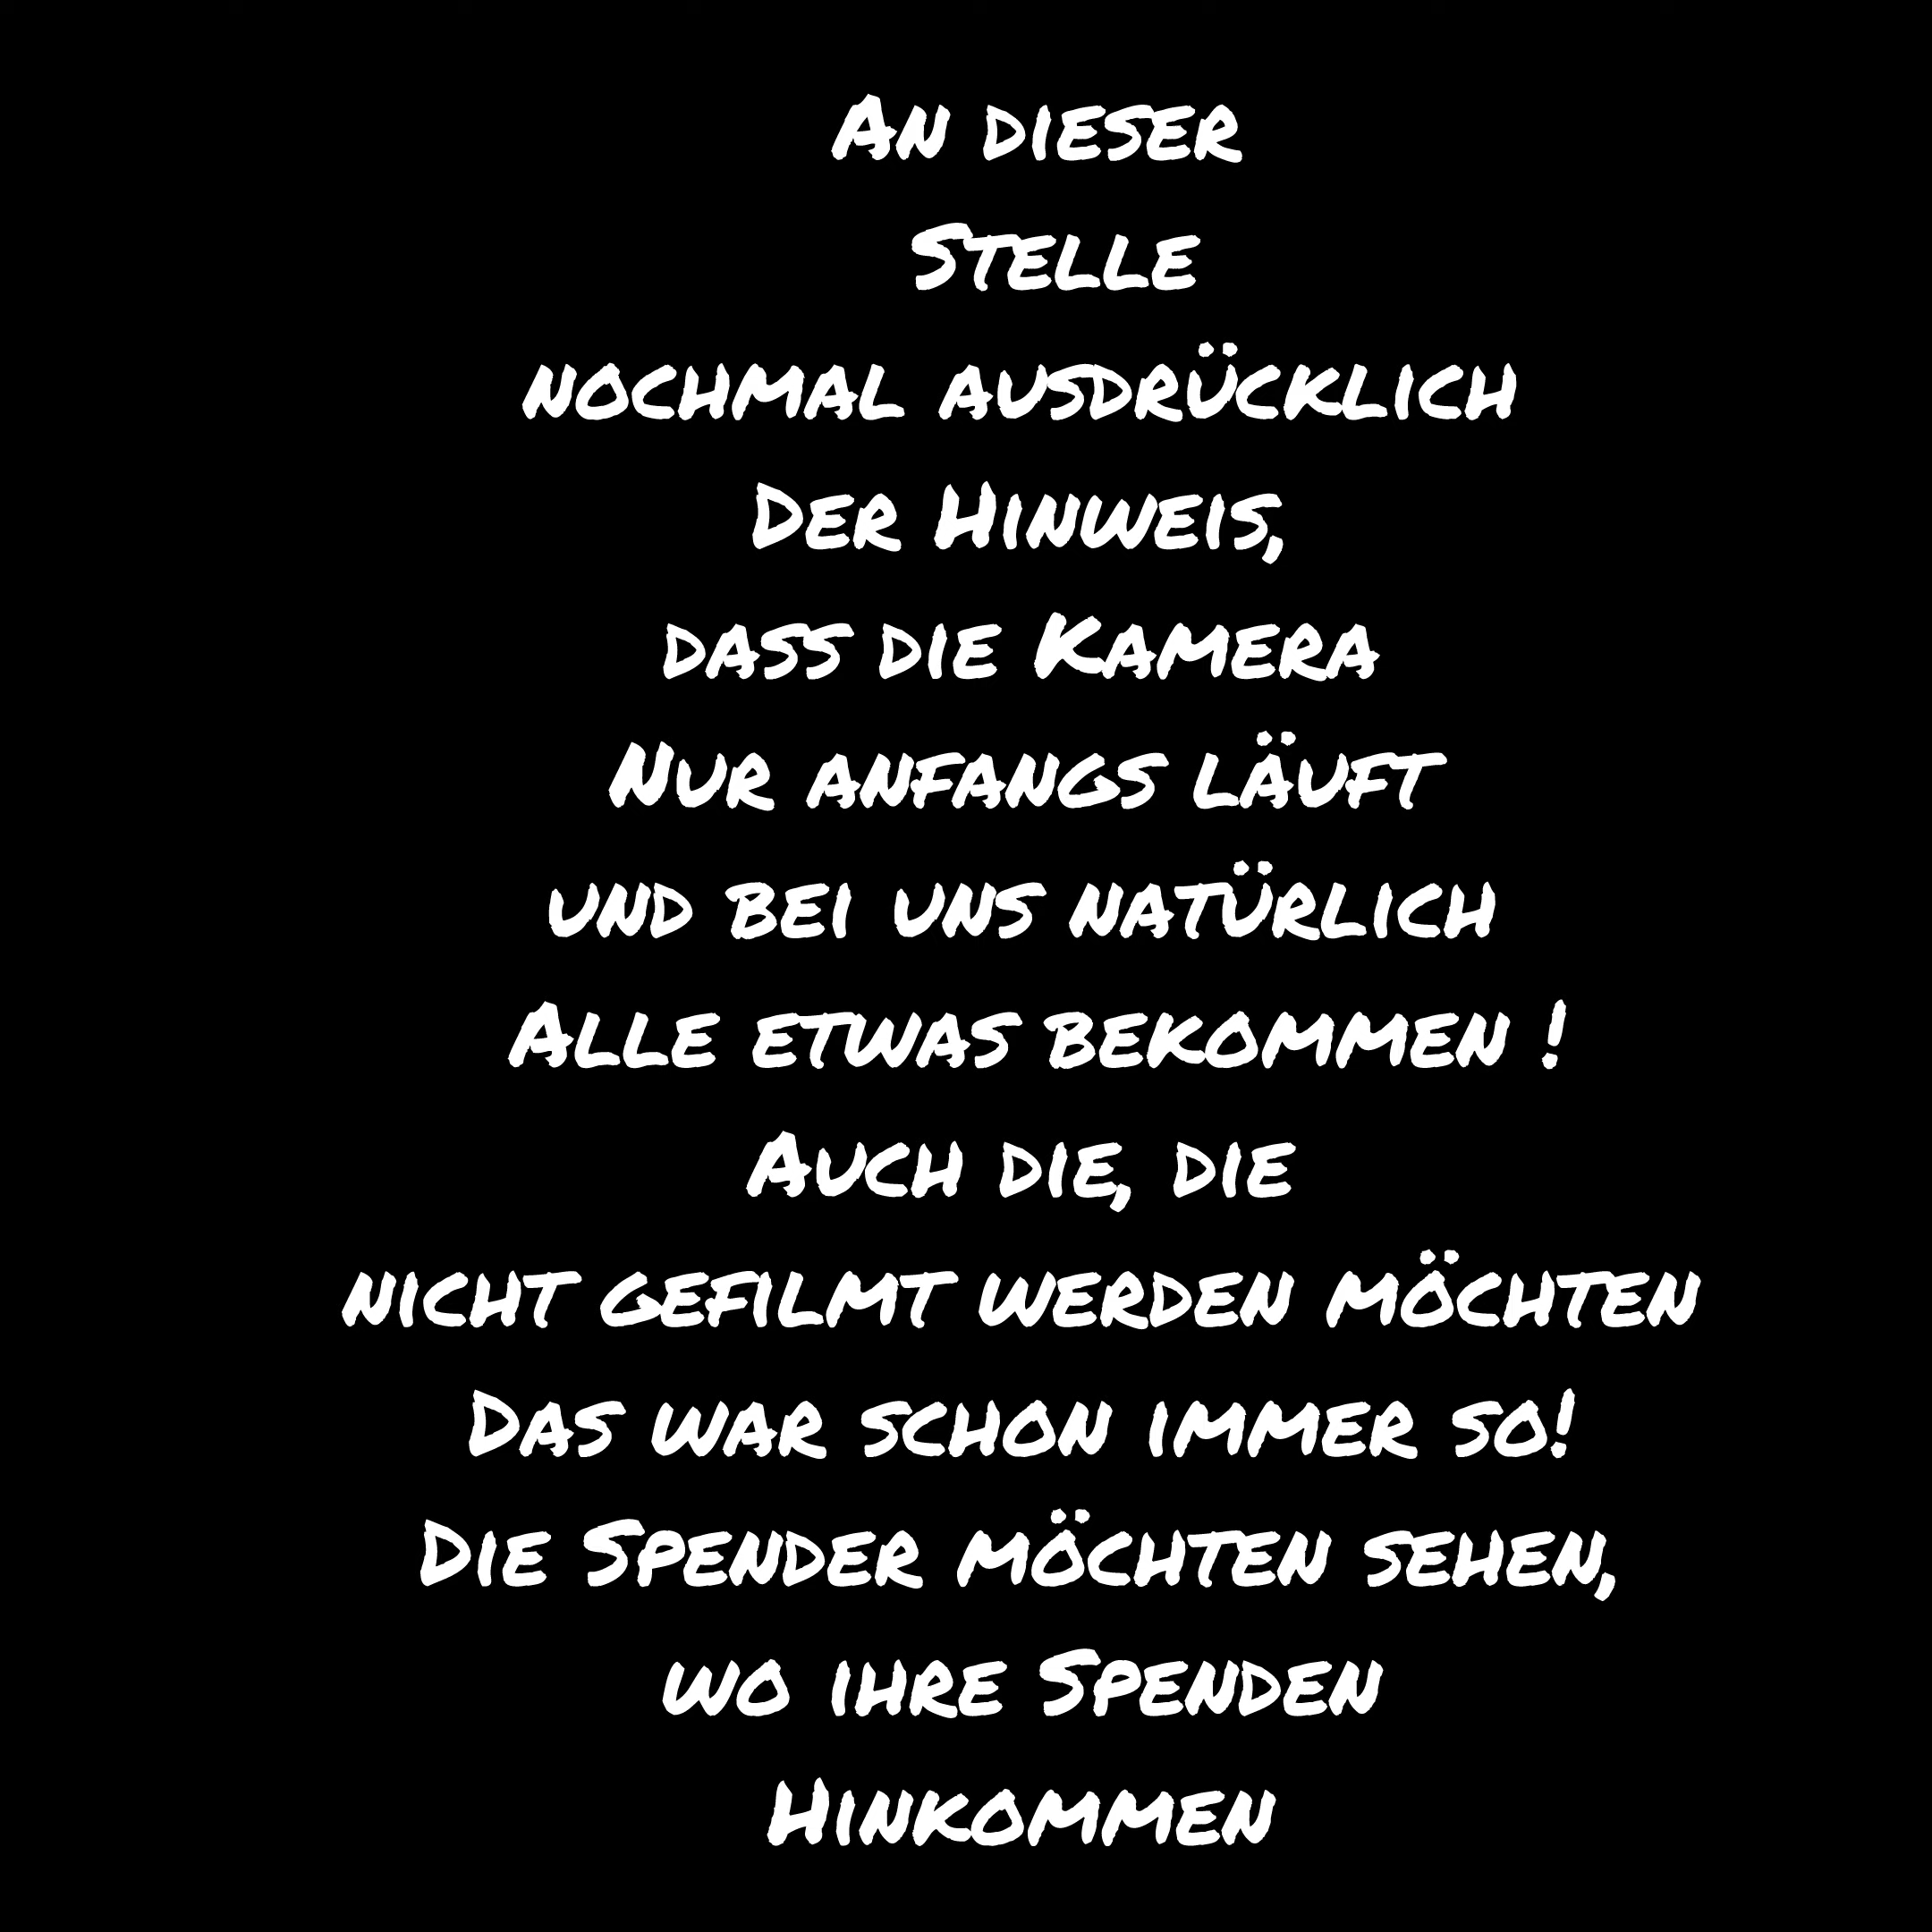 An dieser
Stelle
nochmal ausdrücklich
Der Hinweis,
dass die Kamera
Nur anfangs läuft
und bei uns natürlich
Alle etwas bekommen !
Auch die, die
nicht gefilmt werden möchten
Das war schon immer so!
Die Spender möchten sehen,
wo ihre Spenden
Hinkommen